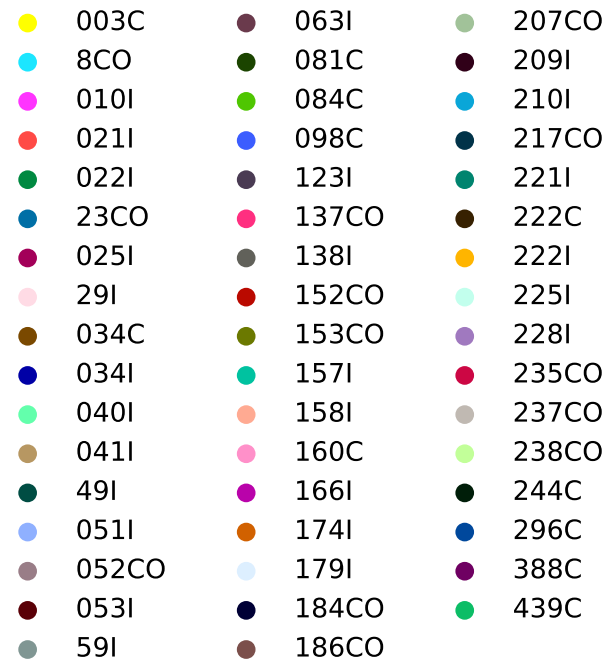 003C
8CO
010I
021I
022I
23CO
025I
29I
034C
034I
040I
041I
49I
051I
052CO
053I
59I
063I
081C
084C
098C
123I
137CO
138I
152CO
153CO
157I
158I
160C
166I
174I
179I
184CO
186CO
207CO
209I
210I
217CO
221I
222C
222I
225I
228I
235CO
237CO
238CO
244C
296C
388C
439C